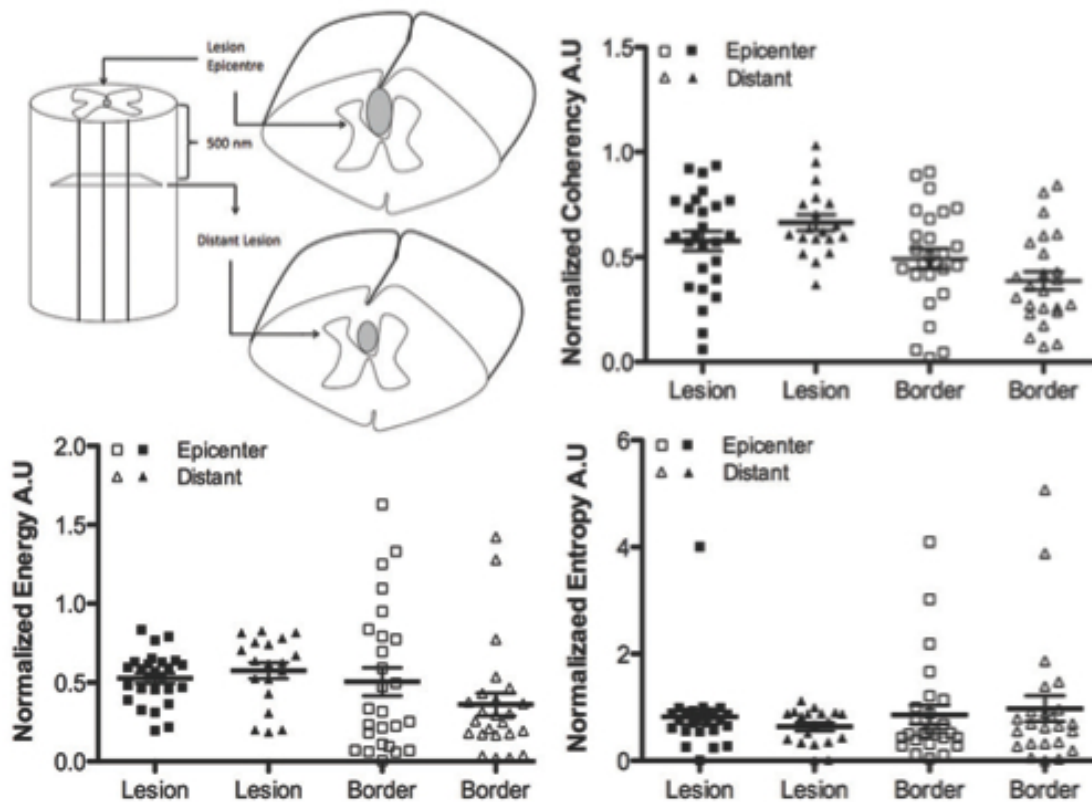 Lesion
Epicentre
500 nm
Distant Lesion
Normalized Coherency A.U
1.5
1.0
0.5
0.0
Epicenter
Distant
Lesion Lesion Border Border
Normalized Energy A.U
2.0
1.5
1.0
0.5
0.0
Epicenter
Distant
Lesion Lesion Border Border
Normalizaed Entropy A.U
6
4
2
0
Epicenter
Distant
Lesion Lesion Border Border